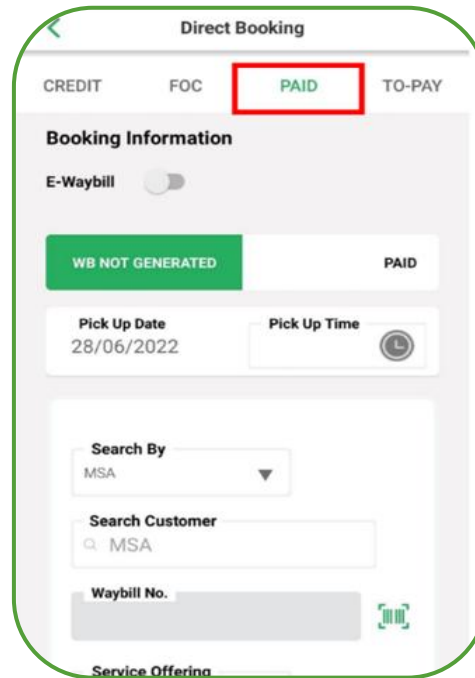 Direct Booking
CREDIT FOC PAID TO-PAY
Booking Information
E-Waybill
WB NOT GENERATED PAID
Pick Up Date Pick Up Time
28/06/2022
Search By
MSA
Search Customer
MSA
Waybill No.
Service Offering